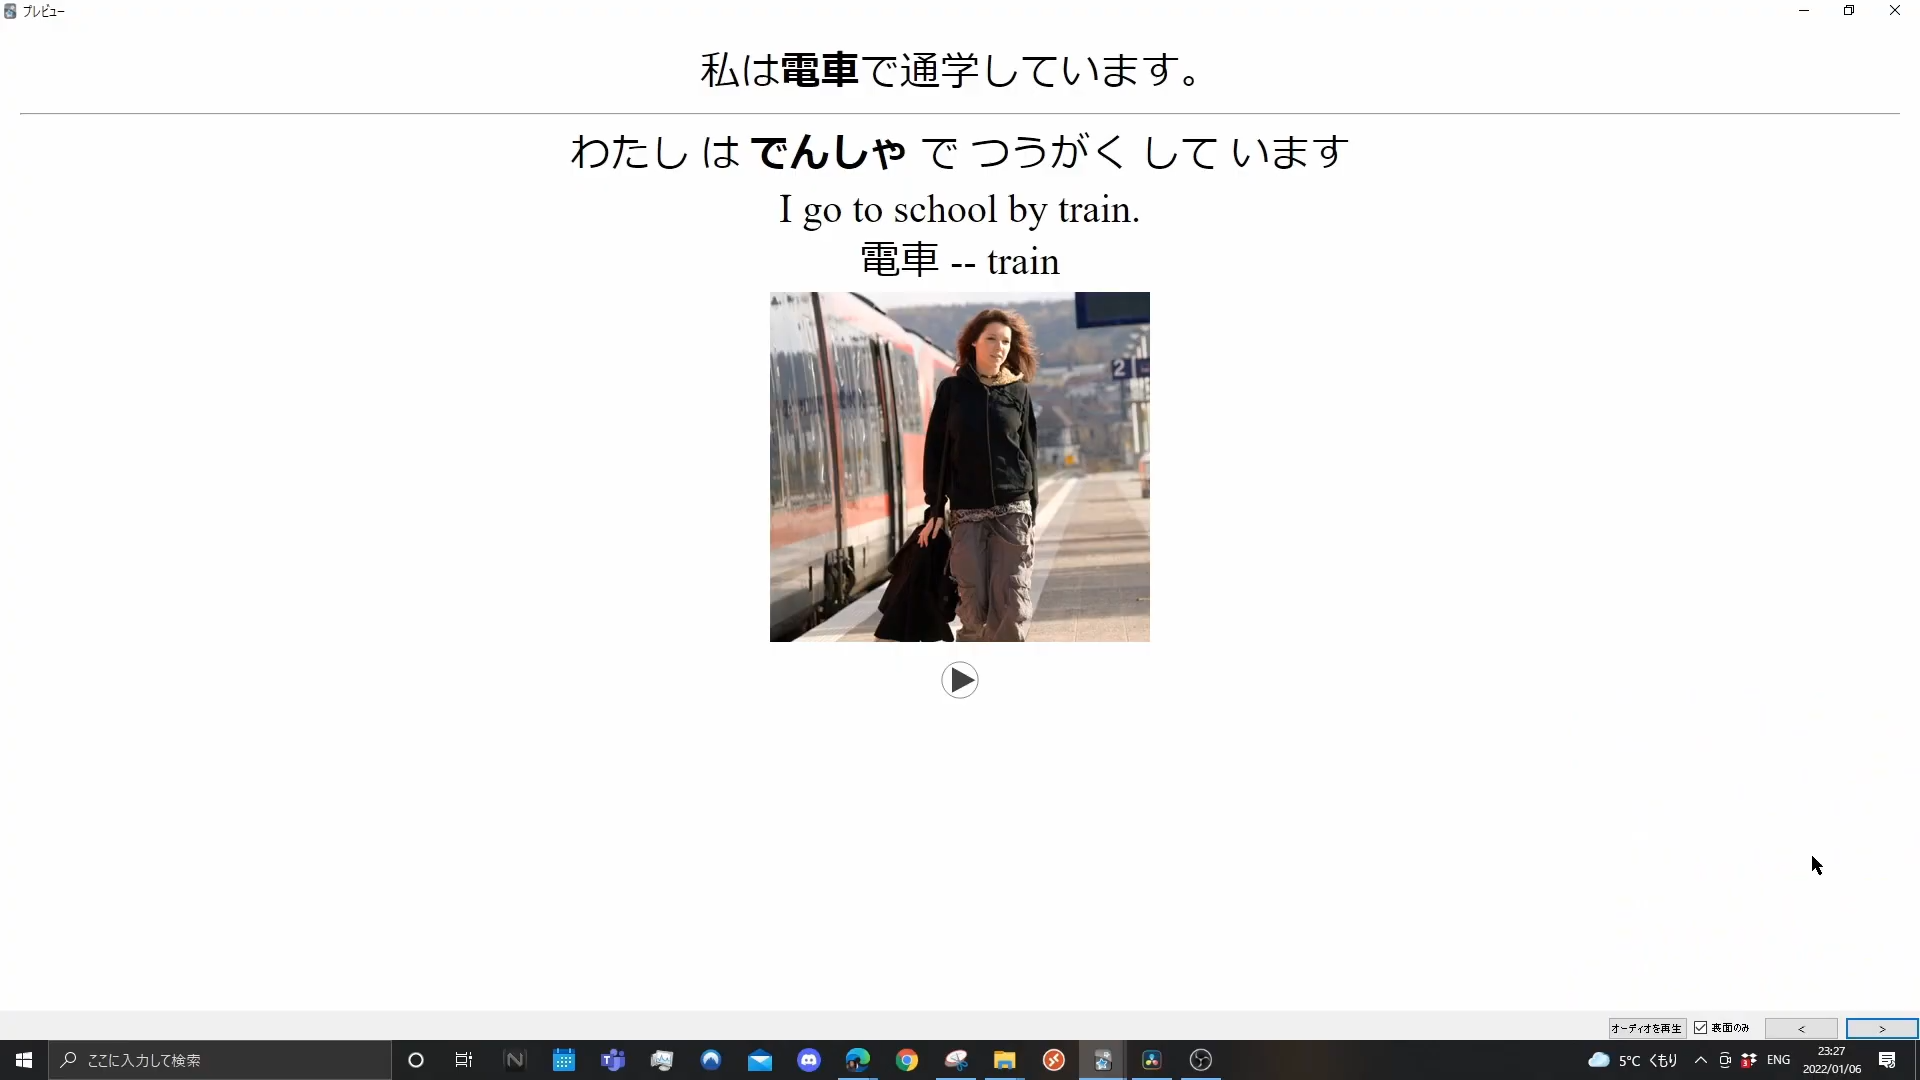 プレビュー
私は電車で通学しています。
わたし は でんしゃ で つうがく して います
I go to school by train.
電車 -- train
2
オーディオを再生
裏面のみ
<
>
ここに入力して検索
5°C くもり
ENG
23:27
2022/01/06